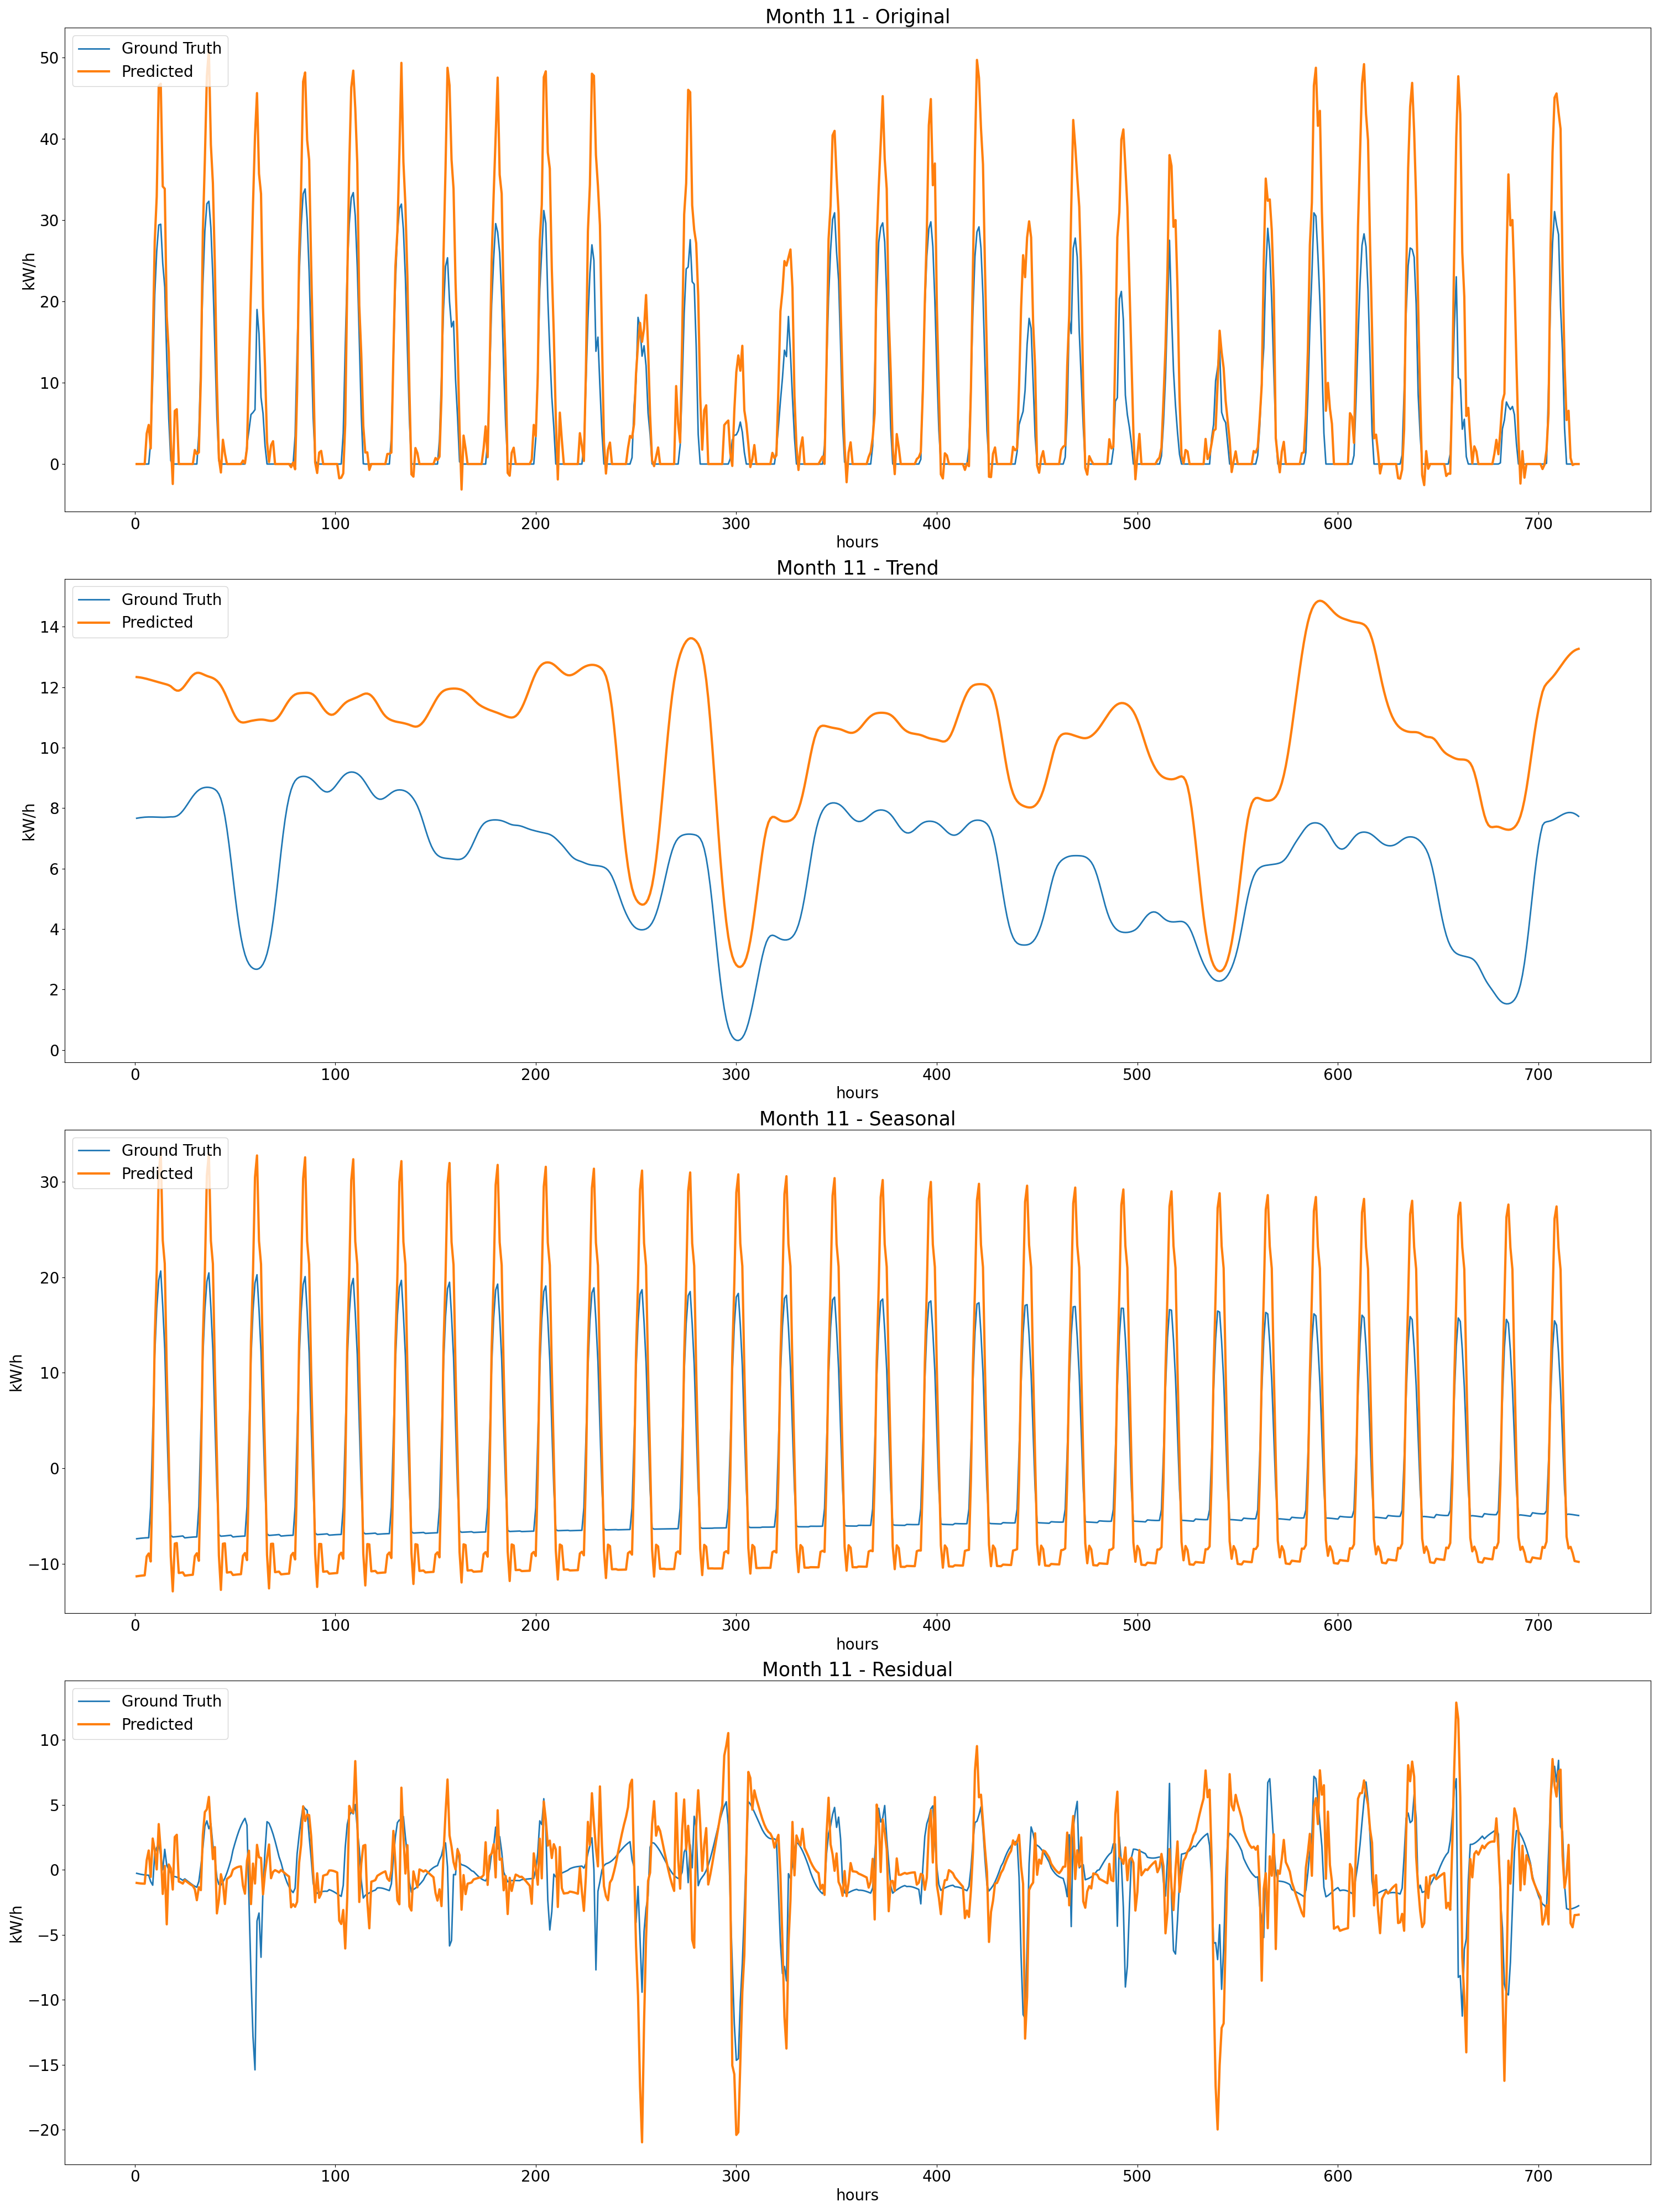 Month 11 - Original
Ground Truth
Predicted
kW/h
50
40
30
20
10
0
0 100 200 300 400 500 600 700
hours
Month 11 - Trend
Ground Truth
Predicted
kW/h
14
12
10
8
6
4
2
0
0 100 200 300 400 500 600 700
hours
Month 11 - Seasonal
Ground Truth
Predicted
kW/h
30
20
10
0
−10
0 100 200 300 400 500 600 700
hours
Month 11 - Residual
Ground Truth
Predicted
kW/h
10
5
0
−5
−10
−15
−20
0 100 200 300 400 500 600 700
hours